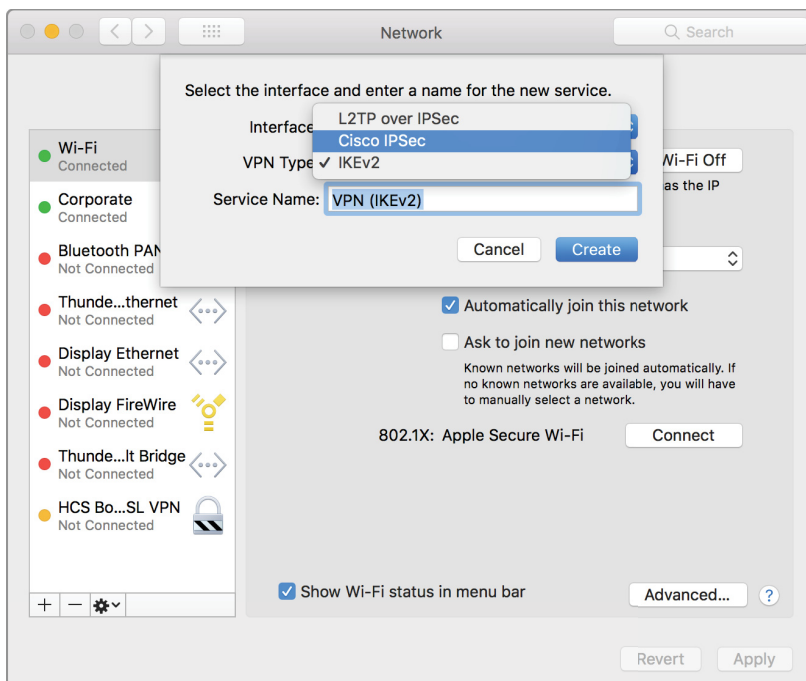 Network
Search
Select the interface and enter a name for the new service.
Interface
L2TP over IPSec
Cisco IPSec
VPN Type
✓ IKEv2
Service Name: VPN (IKEv2)
Cancel
Create
Wi-Fi
Connected
Corporate
Connected
Bluetooth PAN
Not Connected
Thunde...thernet
Not Connected
Display Ethernet
Not Connected
Display FireWire
Not Connected
Thunde...lt Bridge
Not Connected
HCS Bo...SL VPN
Not Connected
Wi-Fi Off
as the IP
Automatically join this network
Ask to join new networks
Known networks will be joined automatically. If
no known networks are available, you will have
to manually select a network.
802.1X: Apple Secure Wi-Fi
Connect
Show Wi-Fi status in menu bar
Advanced...
?
Revert
Apply